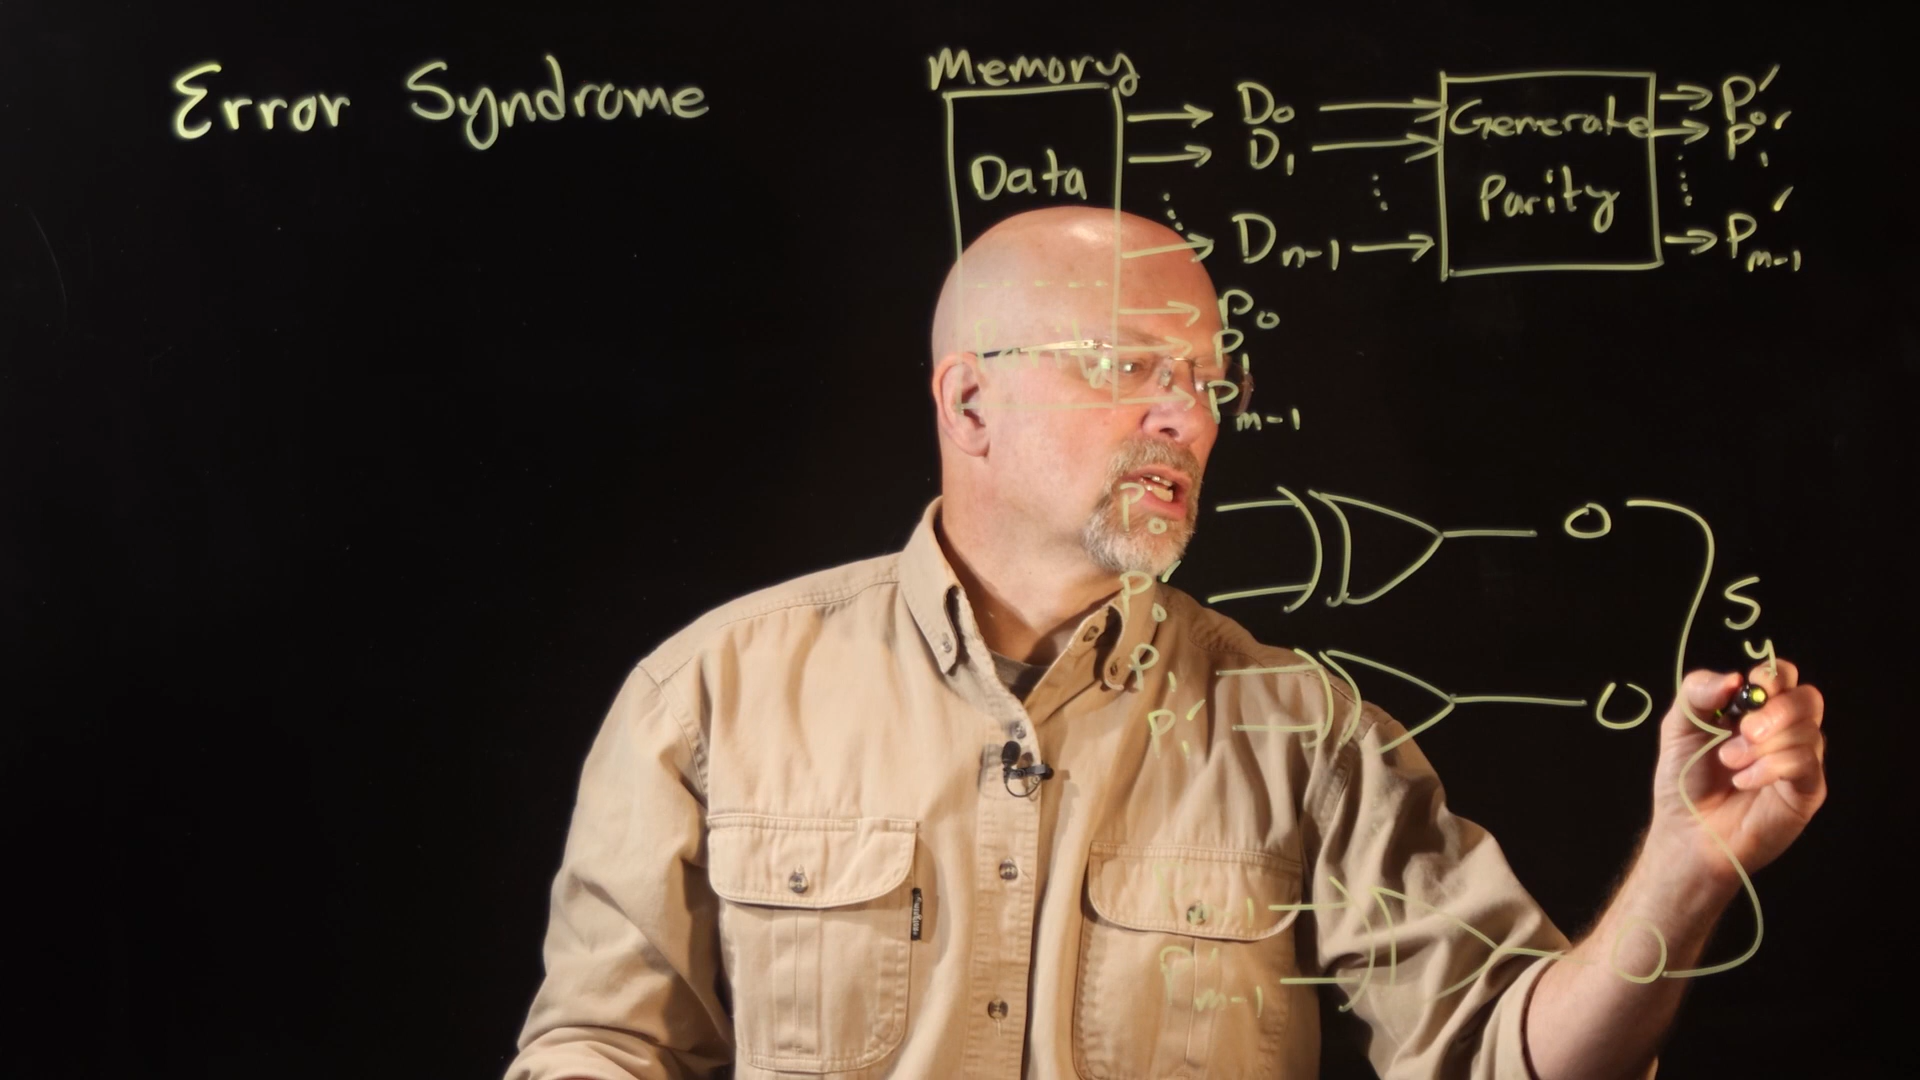 Error Syndrome
Memory
Data
Parity
D0
D1
Dn-1
Generate
Parity
P0′
P1′
Pm-1′
P0
P1
Pm-1
P0
P0′
0
P1
P1′
0
Pm-1
P′m-1
0
S
y